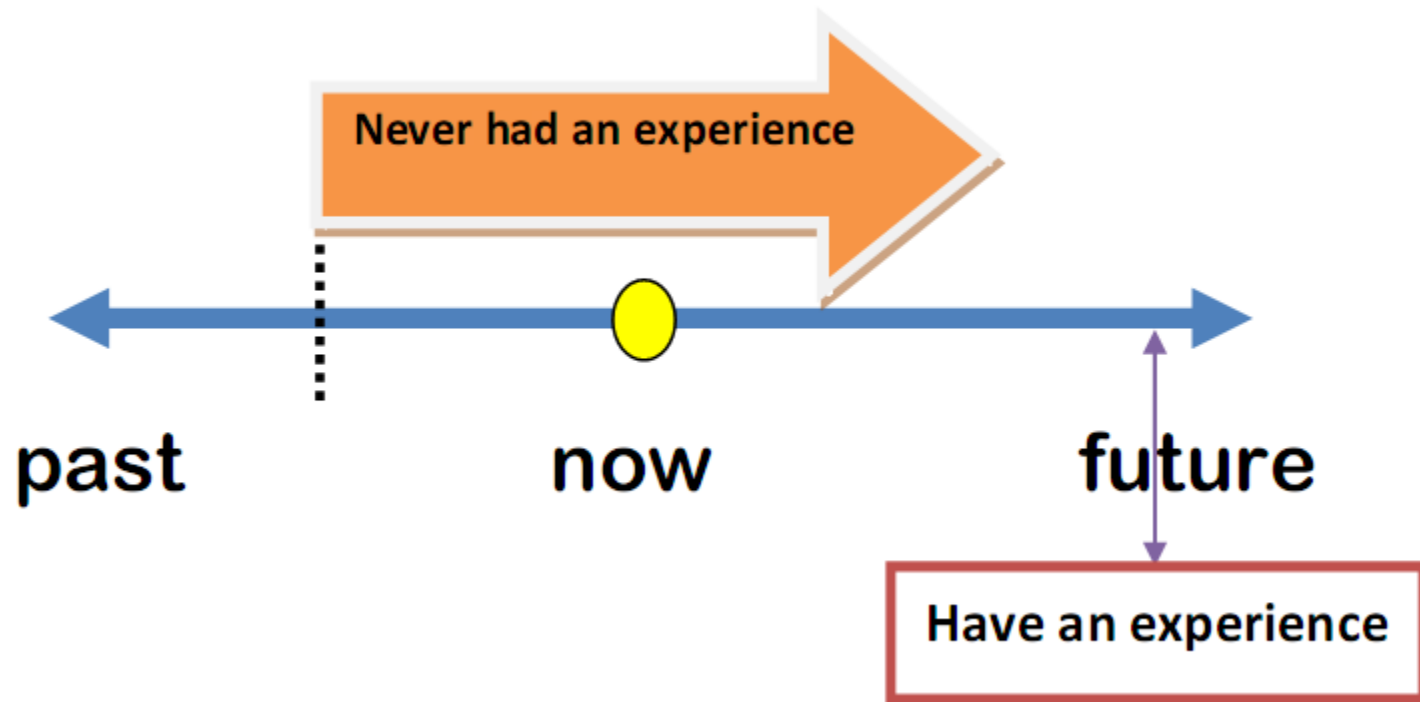 Never had an experience
past
now
future
Have an experience